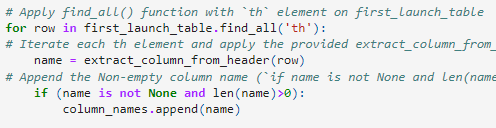 # Apply find_all() function with `th` element on first_launch_table
for row in first_launch_table.find_all('th'):
# Iterate each th element and apply the provided extract_column_from_
    name = extract_column_from_header(row)
# Append the Non-empty column name (`if name is not None and len(name
    if (name is not None and len(name)>0):
        column_names.append(name)